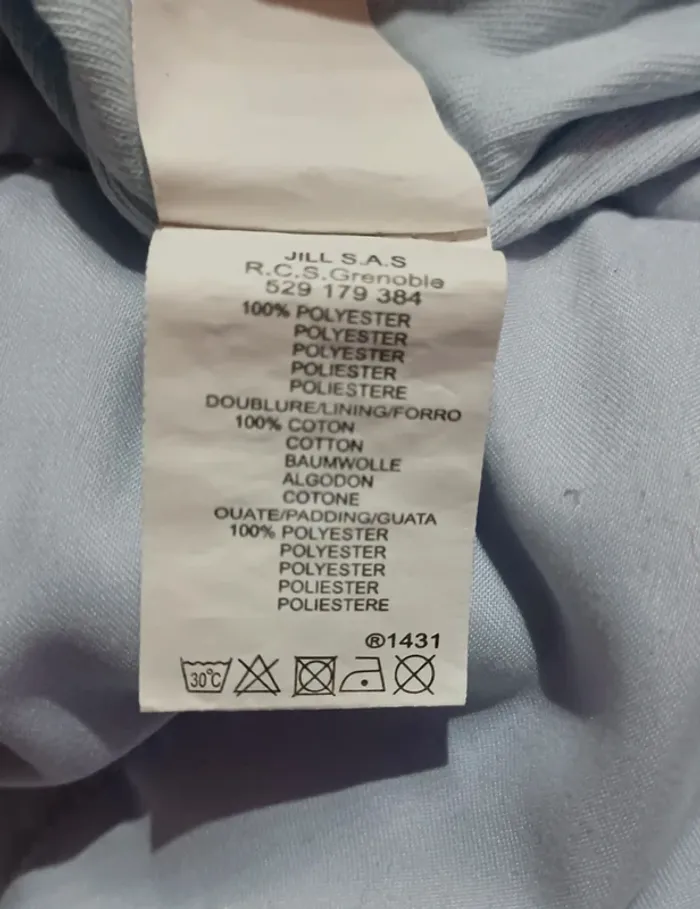 JILL S.A.S
R.C.S.Grenoble
529 179 384
100% POLYESTER
POLYESTER
POLYESTER
POLIESTER
POLIESTERE
DOUBLURE/LINING/FORRO
100% COTON
COTTON
BAUMWOLLE
ALGODON
COTONE
OUATE/PADDING/GUATA
100% POLYESTER
POLYESTER
POLYESTER
POLIESTER
POLIESTERE
®1431
30°C